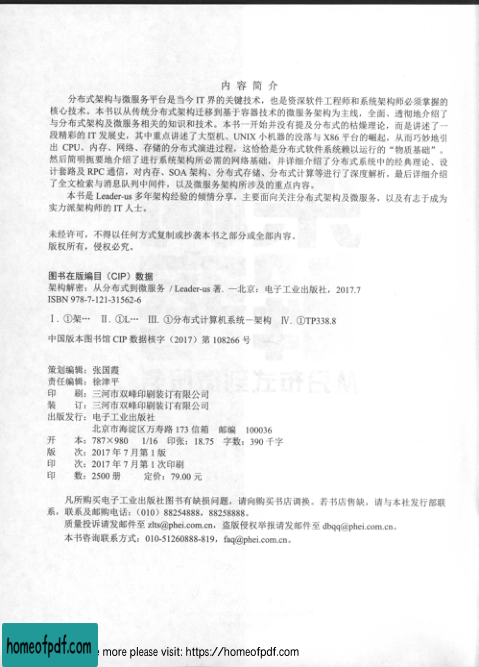 内 容 简 介
分布式架构与微服务平台是当今 IT 界的关键技术，也是资深软件工程师和系统架构师必须掌握的
核心技术。本书以从传统分布式架构迁移到基于容器技术的微服务架构为主线，全面、透彻地介绍了
与分布式架构及微服务相关的知识和技术。本书一开始并没有提及分布式的枯燥理论，而是讲述了一
段精彩的 IT 发展史，其中重点讲述了大型机、UNIX 小机器的没落与 X86 平台的崛起，从而巧妙地引
出 CPU、内存、网络、存储的分布式演进过程，这恰恰是分布式软件系统赖以运行的“物质基础”。
然后简明扼要地介绍了进行系统架构所必需的网络基础，并详细介绍了分布式系统中的经典理论、设
计套路及 RPC 通信，对内存、SOA 架构、分布式存储、分布式计算等进行了深度解析，最后详细介绍
了全文检索与消息队列中间件，以及微服务架构所涉及的重点内容。
本书是 Leader-us 多年架构经验的倾情分享，主要面向关注分布式架构及微服务，以及有志于成为
实力派架构师的 IT 人士。
未经许可，不得以任何方式复制或抄袭本书之部分或全部内容。
版权所有，侵权必究。
图书在版编目（CIP）数据
架构解密：从分布式到微服务 / Leader-us 著. —北京：电子工业出版社，2017.7
ISBN 978-7-121-31562-6
Ⅰ. ①架… Ⅱ. ①L… Ⅲ. ①分布式计算机系统－架构 Ⅳ. ①TP338.8
中国版本图书馆 CIP 数据核字（2017）第 108266 号
策划编辑：张国霞
责任编辑：徐津平
印 刷：三河市双峰印刷装订有限公司
装 订：三河市双峰印刷装订有限公司
出版发行：电子工业出版社
北京市海淀区万寿路 173 信箱 邮编 100036
开 本：787×980 1/16 印张：18.75 字数：390 千字
版 次：2017 年 7 月第 1 版
印 次：2017 年 7 月第 1 次印刷
印 数：2500 册 定价：79.00 元
凡所购买电子工业出版社图书有缺损问题，请向购买书店调换。若书店售缺，请与本社发行部联
系，联系及邮购电话：（010）88254888，88258888。
质量投诉请发邮件至 zlts@phei.com.cn，盗版侵权举报请发邮件至 dbqq@phei.com.cn。
本书咨询联系方式：010-51260888-819，faq@phei.com.cn。
homeofpdf.com
e more please visit: https://homeofpdf.com